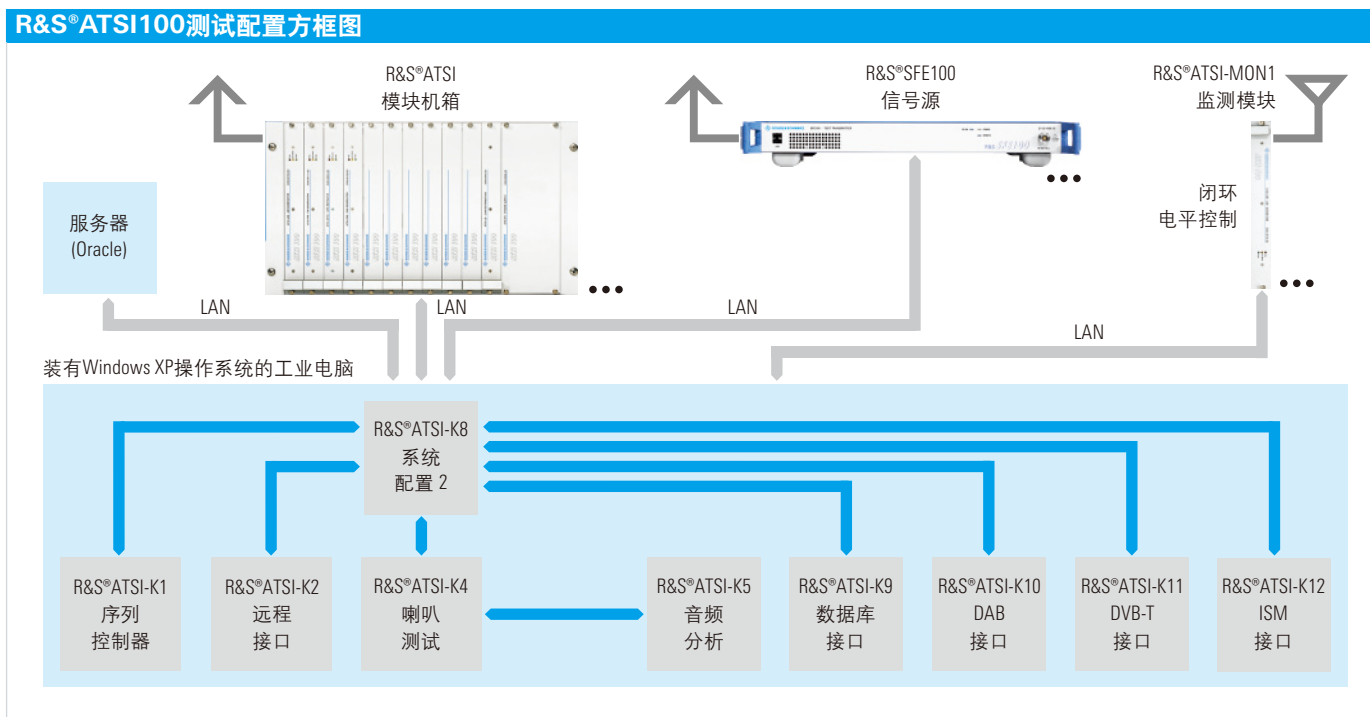 R&S®ATSI100测试配置方框图
R&S®ATSI
模块机箱
R&S®SFE100
信号源
R&S®ATSI-MON1
监测模块
服务器
(Oracle)
闭环
电平控制
LAN
LAN
LAN
LAN
装有Windows XP操作系统的工业电脑
R&S®ATSI-K8
系统
配置 2
R&S®ATSI-K1
序列
控制器
R&S®ATSI-K2
远程
接口
R&S®ATSI-K4
喇叭
测试
R&S®ATSI-K5
音频
分析
R&S®ATSI-K9
数据库
接口
R&S®ATSI-K10
DAB
接口
R&S®ATSI-K11
DVB-T
接口
R&S®ATSI-K12
ISM
接口